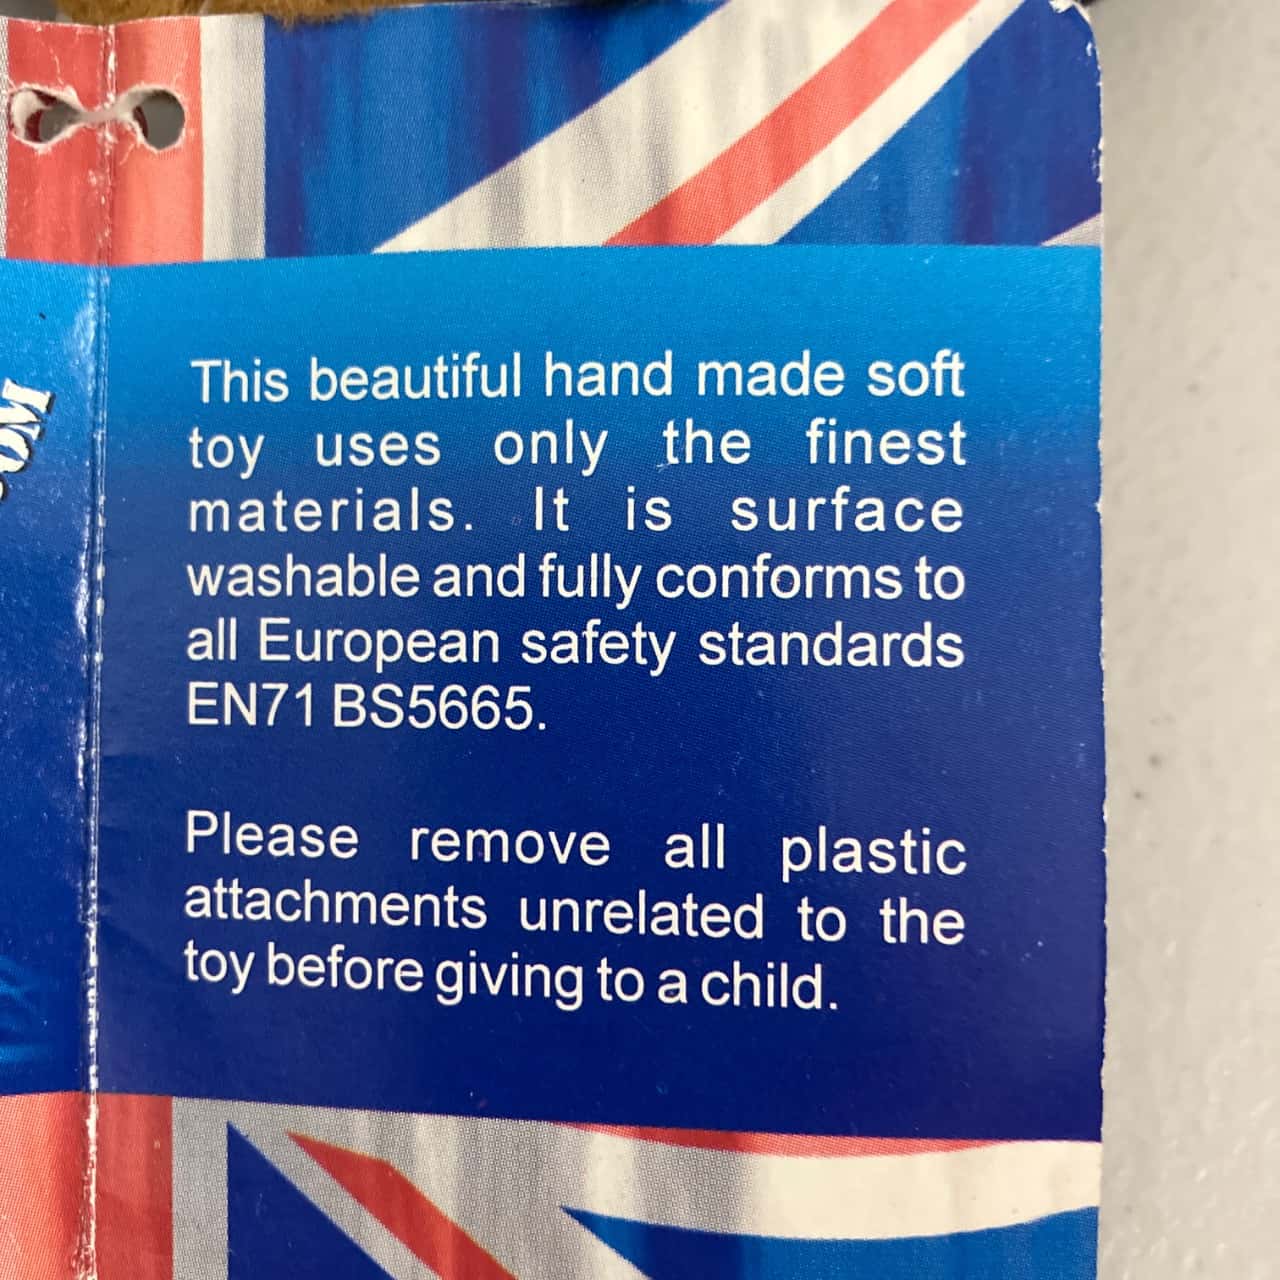 This beautiful hand made soft
toy uses only the finest
materials. It is surface
washable and fully conforms to
all European safety standards
EN71 BS5665.
Please remove all plastic
attachments unrelated to the
toy before giving to a child.